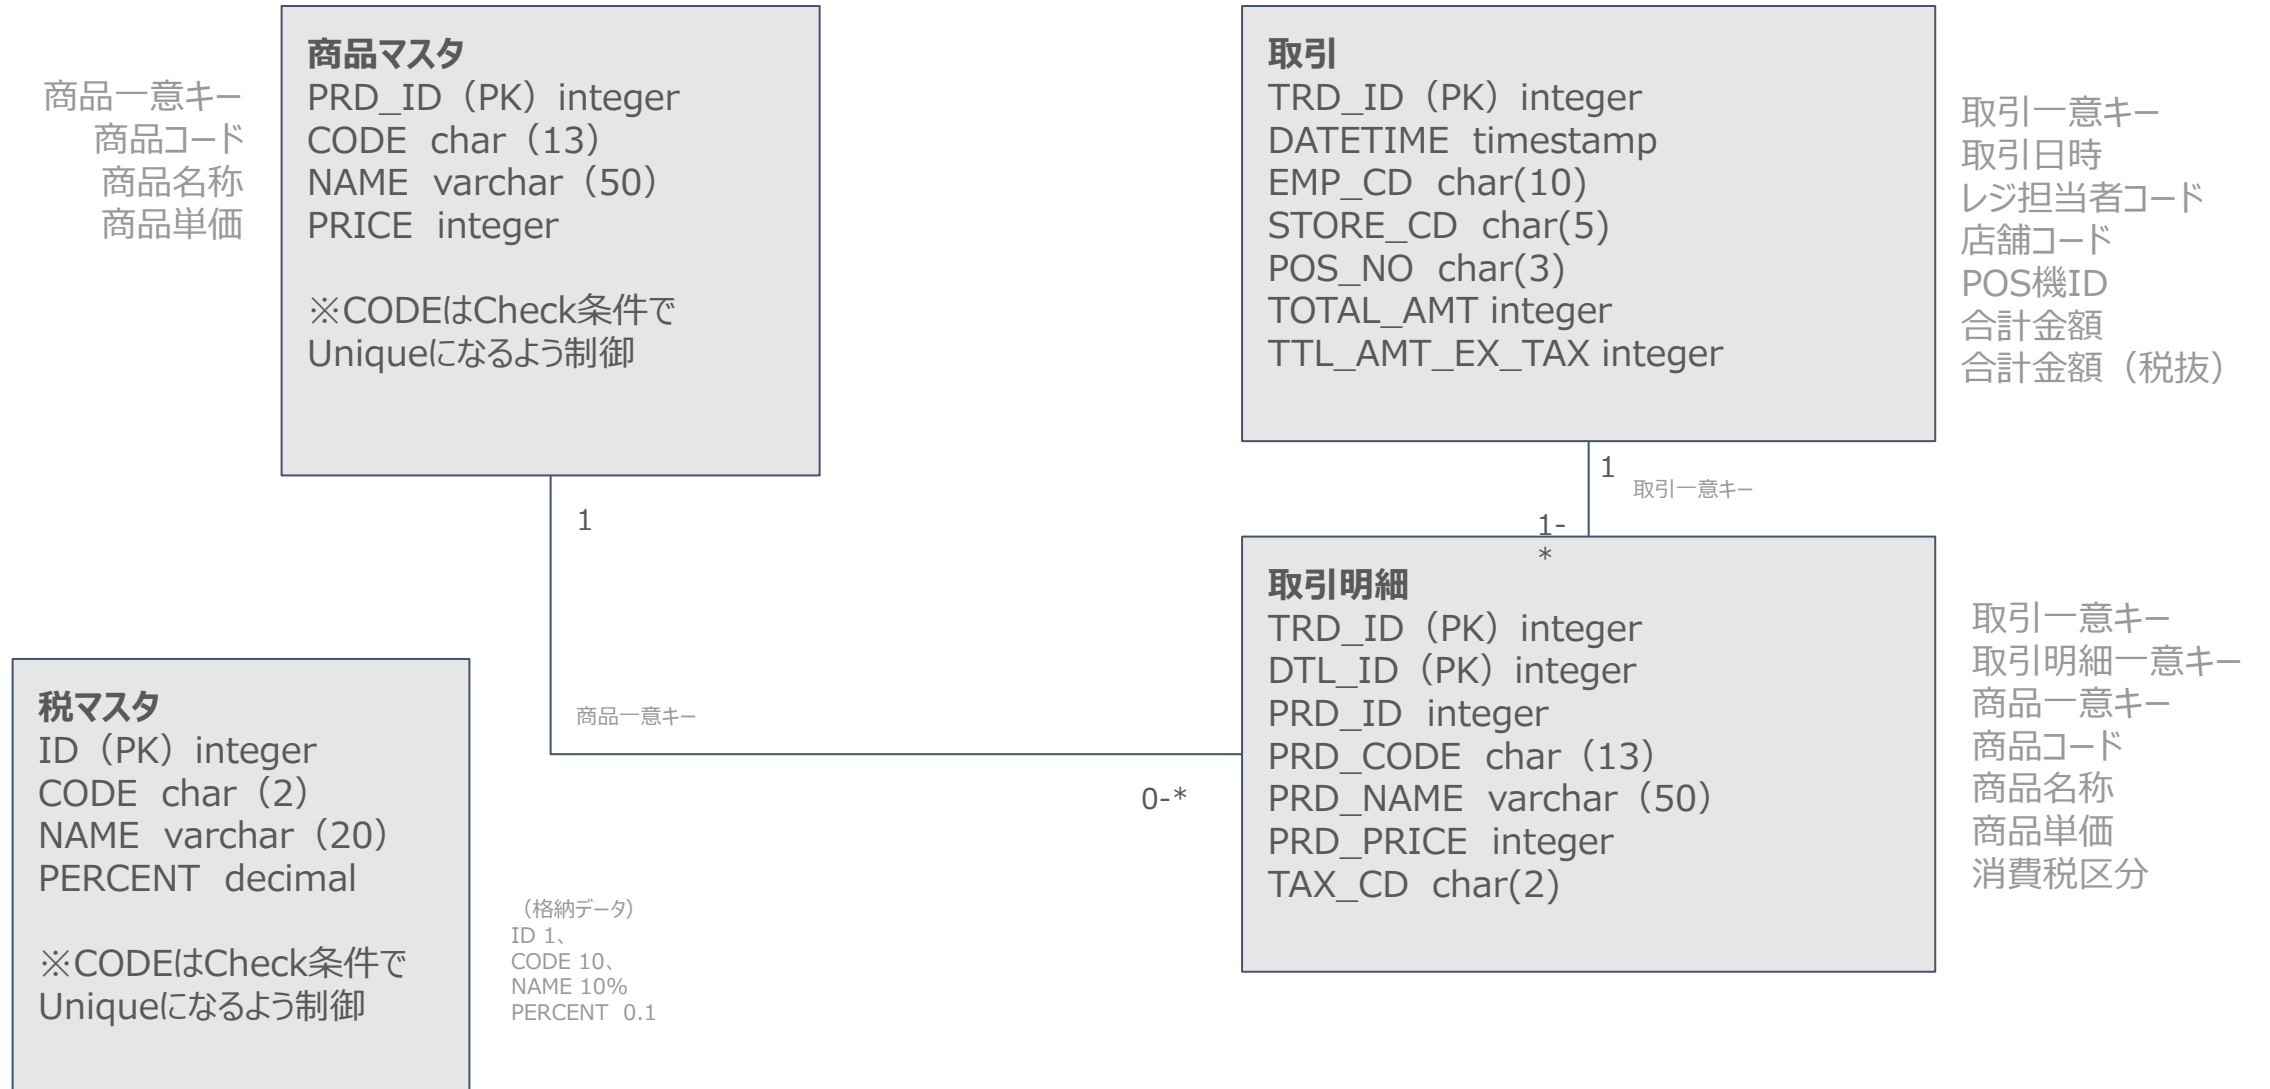 商品一意キー
商品コード
商品名称
商品単価
商品マスタ
PRD_ID（PK）integer
CODE char（13）
NAME varchar（50）
PRICE integer
※CODEはCheck条件で
Uniqueになるよう制御
取引
TRD_ID（PK）integer
DATETIME timestamp
EMP_CD char(10)
STORE_CD char(5)
POS_NO char(3)
TOTAL_AMT integer
TTL_AMT_EX_TAX integer
取引一意キー
取引日時
レジ担当者コード
店舗コード
POS機ID
合計金額
合計金額（税抜）
1
取引一意キー
1-
*
1
商品一意キー
0-*
取引明細
TRD_ID（PK）integer
DTL_ID（PK）integer
PRD_ID integer
PRD_CODE char（13）
PRD_NAME varchar（50）
PRD_PRICE integer
TAX_CD char(2)
取引一意キー
取引明細一意キー
商品一意キー
商品コード
商品名称
商品単価
消費税区分
税マスタ
ID（PK）integer
CODE char（2）
NAME varchar（20）
PERCENT decimal
※CODEはCheck条件で
Uniqueになるよう制御
（格納データ）
ID 1、
CODE 10、
NAME 10%
PERCENT 0.1